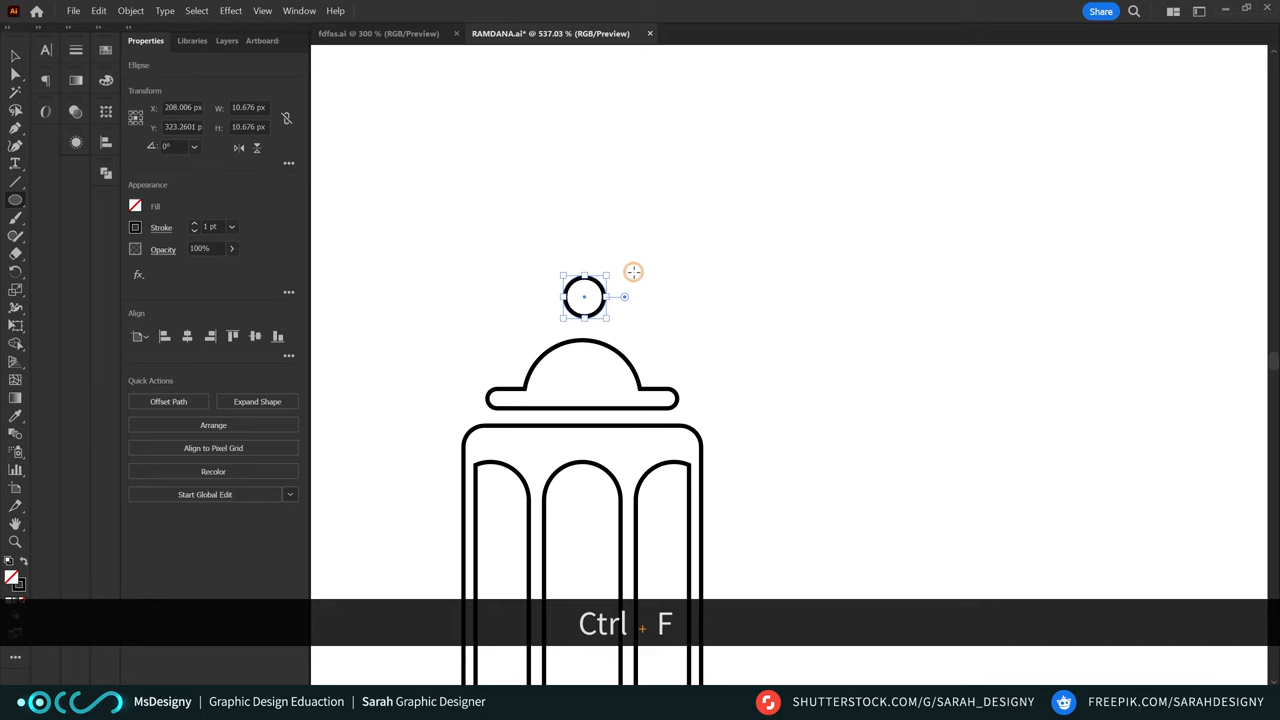 Ai File Edit Object Type Select Effect View Window Help Share
fdfas.ai @ 300 % (RGB/Preview) × RAMDANA.ai* @ 537.03 % (RGB/Preview) ×
Properties Libraries Layers Artboard
Ellipse
Transform
X: 208.006 px W: 10.676 px
Y: 323.2601 p H: 10.676 px
0°
Appearance
Fill
Stroke 1 pt
Opacity 100%
fx
Align
Quick Actions
Offset Path Expand Shape
Arrange
Align to Pixel Grid
Recolor
Start Global Edit
Ctrl + F
MsDesigny | Graphic Design Eduaction | Sarah Graphic Designer SHUTTERSTOCK.COM/G/SARAH_DESIGNY FREEPIK.COM/SARAHDESIGNY